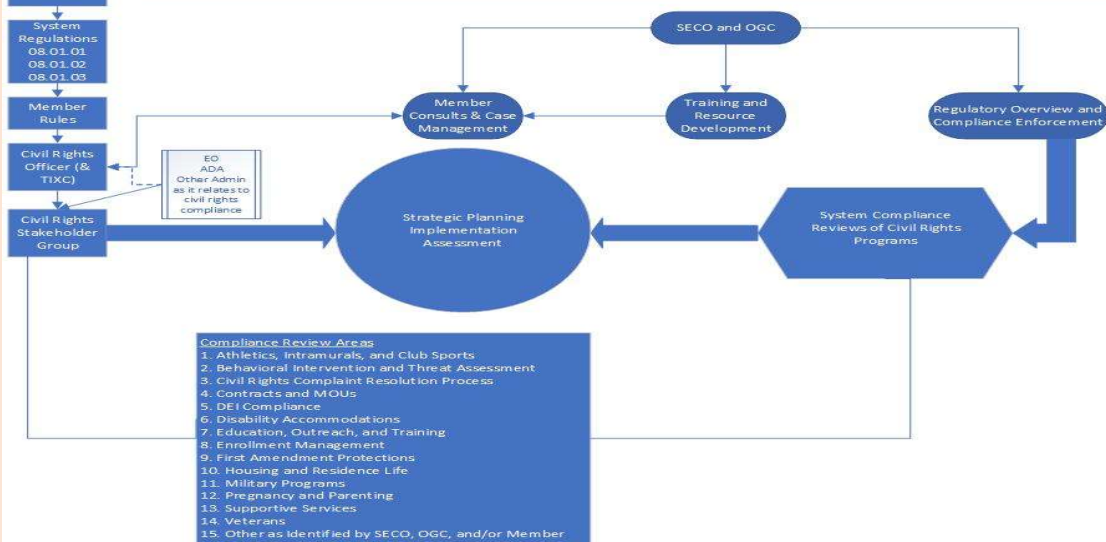 System
Regulations
08.01.01
08.01.02
08.01.03
Member
Rules
Civil Rights
Officer (&
TIXC)
Civil Rights
Stakeholder
Group
EO
ADA
Other Admin
as it relates to
civil rights
compliance
SECO and OGC
Member
Consults & Case
Management
Training and
Resource
Development
Regulatory Overview and
Compliance Enforcement
Strategic Planning
Implementation
Assessment
System Compliance
Reviews of Civil Rights
Programs
Compliance Review Areas
1. Athletics, Intramurals, and Club Sports
2. Behavioral Intervention and Threat Assessment
3. Civil Rights Complaint Resolution Process
4. Contracts and MOUs
5. DEI Compliance
6. Disability Accommodations
7. Education, Outreach, and Training
8. Enrollment Management
9. First Amendment Protections
10. Housing and Residence Life
11. Military Programs
12. Pregnancy and Parenting
13. Supportive Services
14. Veterans
15. Other as Identified by SECO, OGC, and/or Member